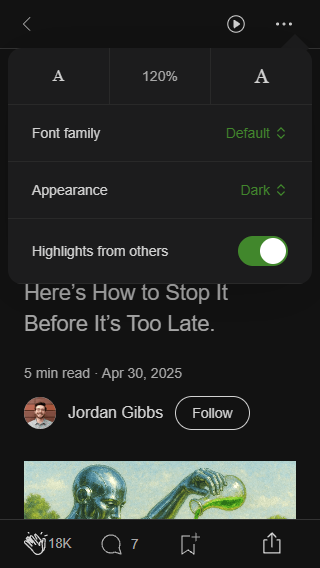 A 120% A
Font family Default
Appearance Dark
Highlights from others
Here’s How to Stop It
Before It’s Too Late.
5 min read · Apr 30, 2025
Jordan Gibbs Follow
18K 7